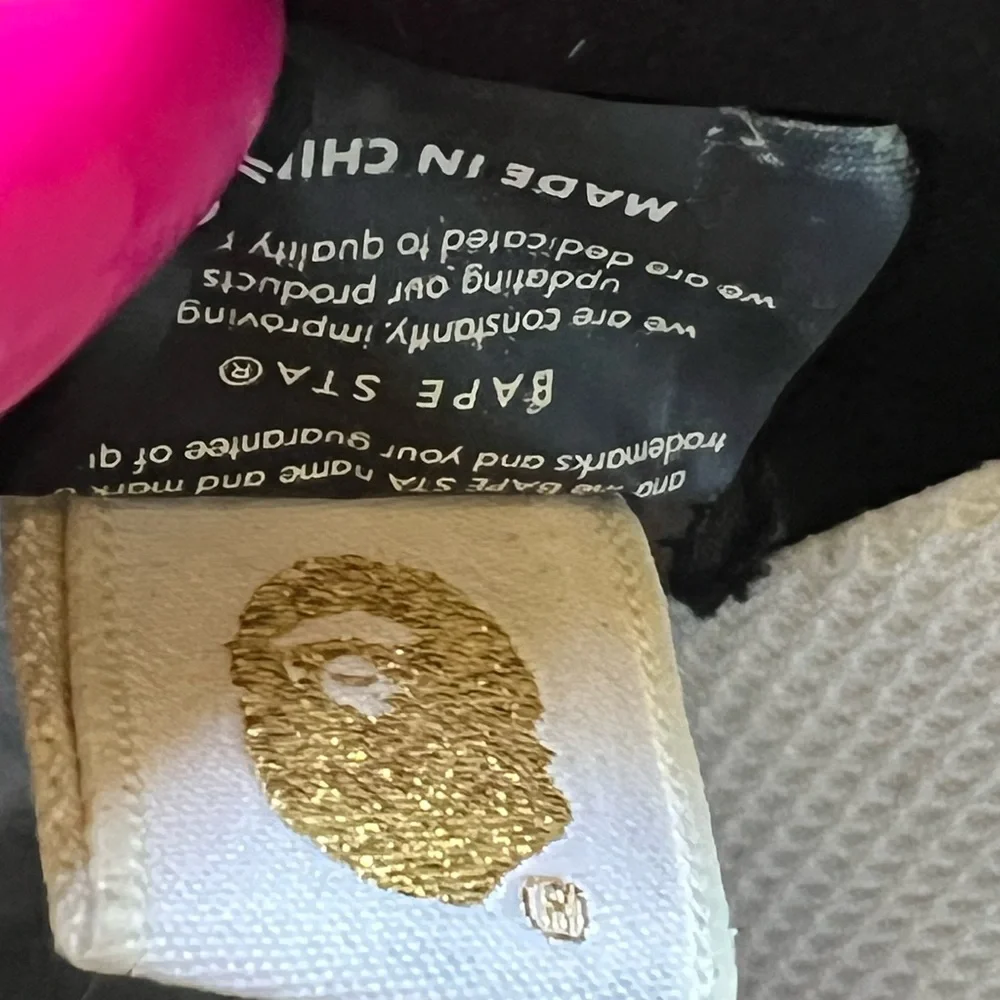 and the BAPE STA name and mark
trademarks and your guarantee of
BAPE STA®
we are constantly, improving
updating our products
we are dedicated to quality
MADE IN
®